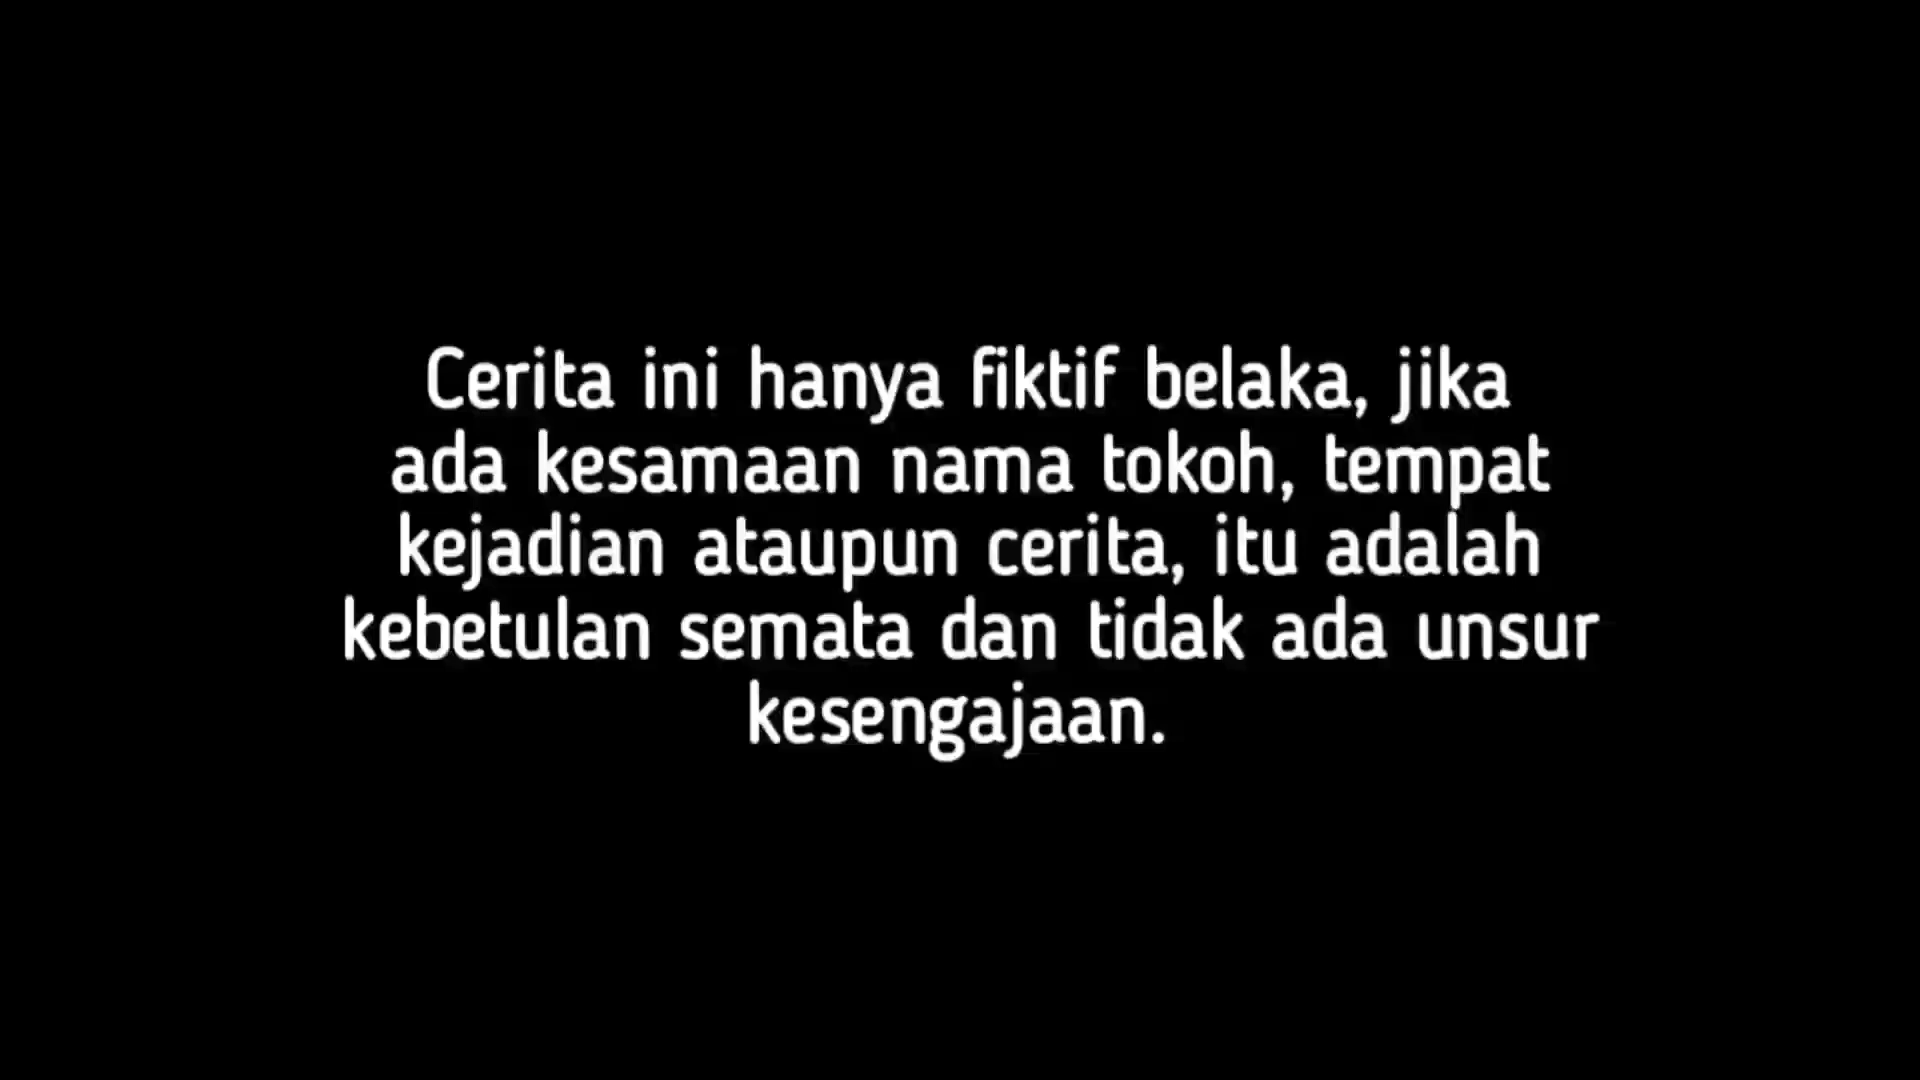 Cerita ini hanya fiktif belaka, jika
ada kesamaan nama tokoh, tempat
kejadian ataupun cerita, itu adalah
kebetulan semata dan tidak ada unsur
kesengajaan.